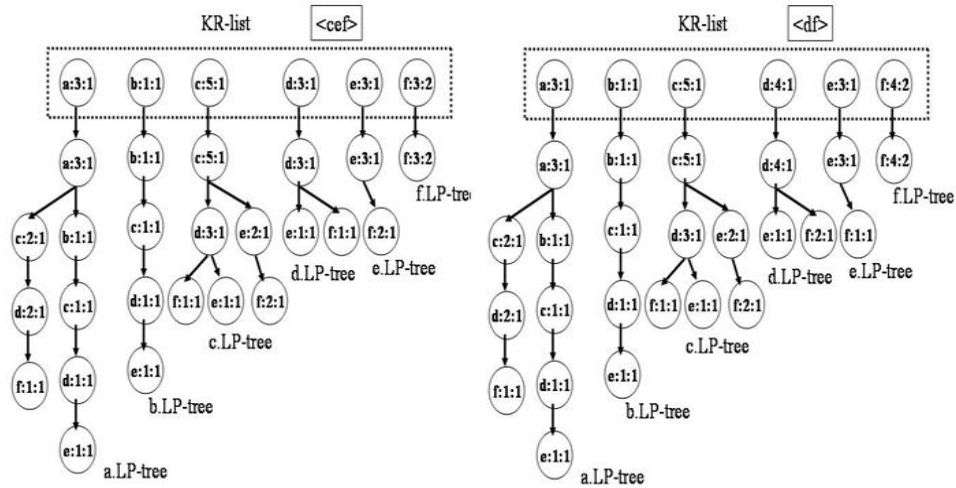 KR-list <cef>
a:3:1 b:1:1 c:5:1 d:3:1 e:3:1 f:3:2
a:3:1 b:1:1 c:5:1 d:3:1 e:3:1 f:3:2
f.LP-tre
c:2:1 b:1:1 c:1:1 d:3:1 e:2:1 e:1:1 f:1:1 f:2:1
d.LP-tree e.LP-tree
d:2:1 c:1:1 d:1:1 f:1:1 e:1:1 f:2:1
c.LP-tree
f:1:1 d:1:1 e:1:1
b.LP-tree
e:1:1
a.LP-tree
KR-list <df>
a:3:1 b:1:1 c:5:1 d:4:1 e:3:1 f:4:2
a:3:1 b:1:1 c:5:1 d:4:1 e:3:1 f:4:2
f.LP-tree
c:2:1 b:1:1 c:1:1 d:3:1 e:2:1 e:1:1 f:2:1 f:1:1
d.LP-tree e.LP-tree
d:2:1 c:1:1 d:1:1 f:1:1 e:1:1 f:2:1
c.LP-tree
f:1:1 d:1:1 e:1:1
b.LP-tree
e:1:1
a.LP-tree